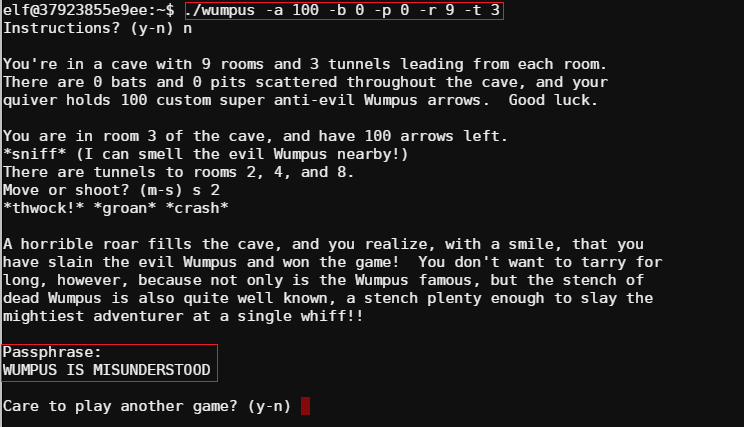 elf@37923855e9ee:~$ ./wumpus -a 100 -b 0 -p 0 -r 9 -t 3
Instructions? (y-n) n
You're in a cave with 9 rooms and 3 tunnels leading from each room.
There are 0 bats and 0 pits scattered throughout the cave, and your
quiver holds 100 custom super anti-evil Wumpus arrows.  Good luck.
You are in room 3 of the cave, and have 100 arrows left.
*sniff* (I can smell the evil Wumpus nearby!)
There are tunnels to rooms 2, 4, and 8.
Move or shoot? (m-s) s 2
*thwock!* *groan* *crash*
A horrible roar fills the cave, and you realize, with a smile, that you
have slain the evil Wumpus and won the game!  You don't want to tarry for
long, however, because not only is the Wumpus famous, but the stench of
dead Wumpus is also quite well known, a stench plenty enough to slay the
mightiest adventurer at a single whiff!!
Passphrase:
WUMPUS IS MISUNDERSTOOD
Care to play another game? (y-n)